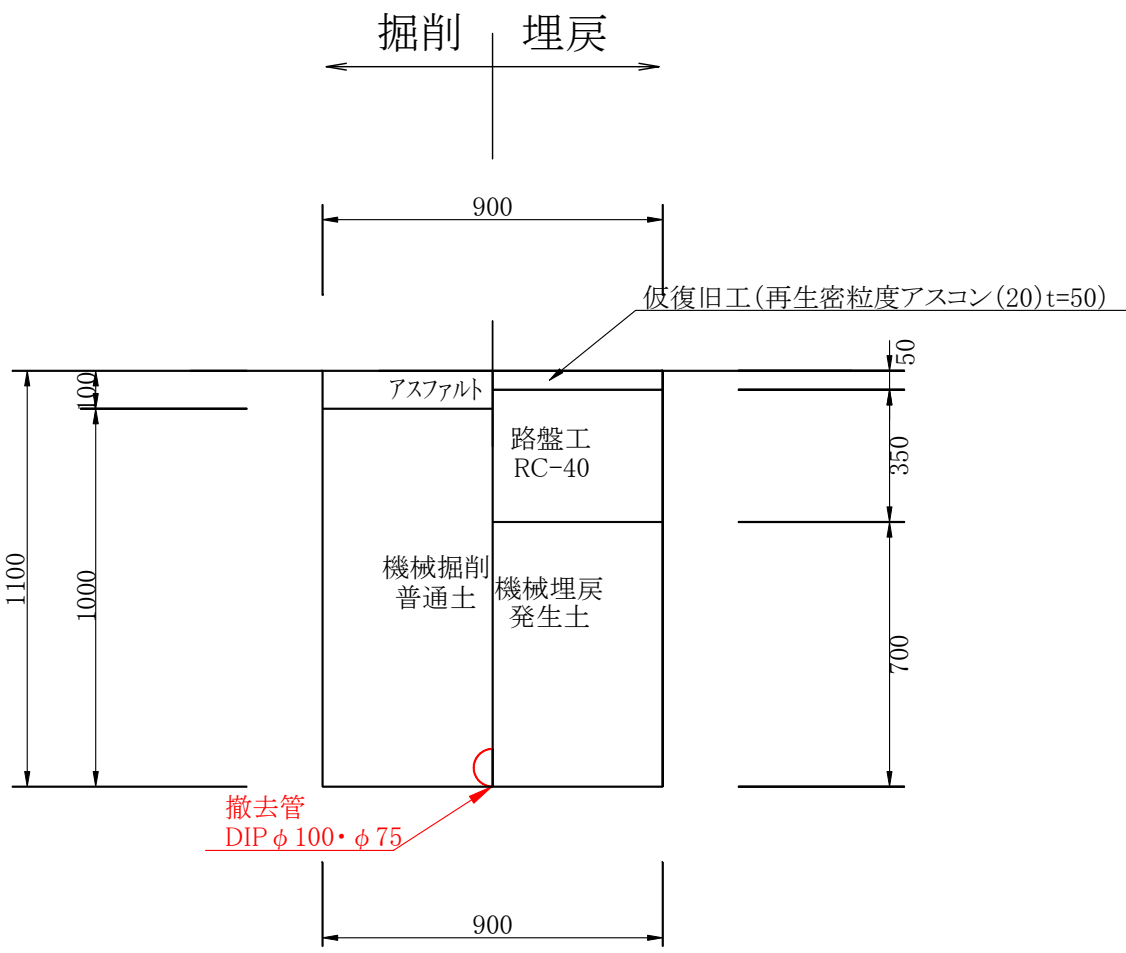 掘削 埋戻
900
仮復旧工(再生密粒度アスコン(20)t=50)
50
100
アスファルト
路盤工
RC-40
350
1100
1000
機械掘削
普通土
機械埋戻
発生土
700
撤去管
DIPφ100・φ75
900